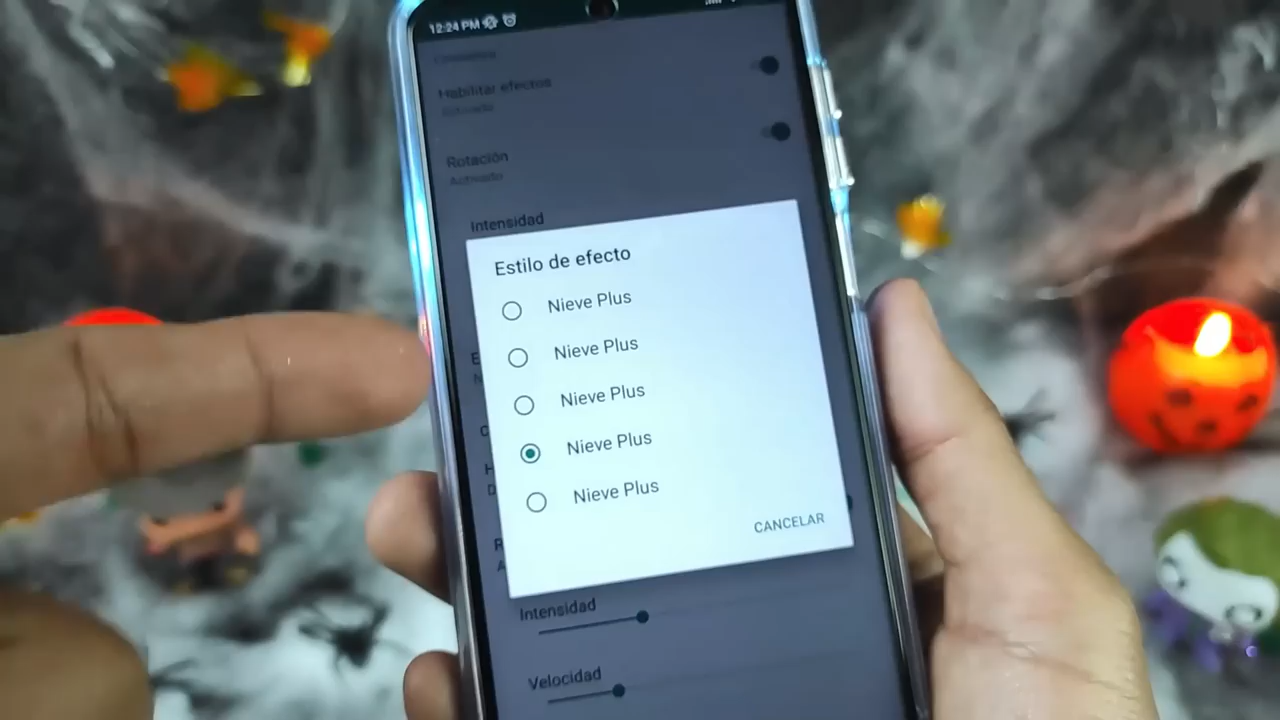 12:24 PM
Habilitar efectos
Activado
Rotación
Activado
Intensidad
Estilo de efecto
Nieve Plus
Nieve Plus
Nieve Plus
Nieve Plus
Nieve Plus
CANCELAR
Intensidad
Velocidad